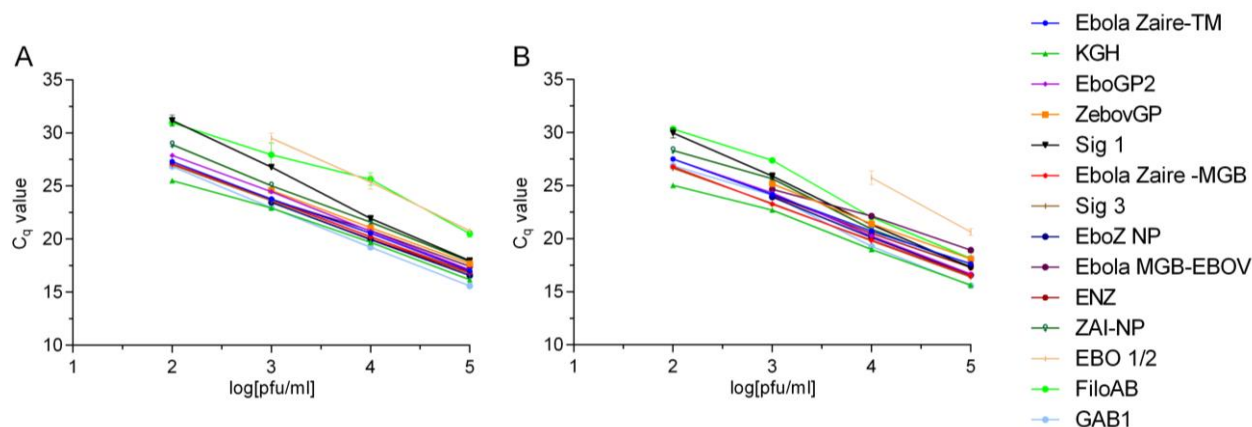 A
Cq value
35
30
25
20
15
10
1
2
3
4
5
log[pfu/ml]
B
Cq value
35
30
25
20
15
10
1
2
3
4
5
log[pfu/ml]
Ebola Zaire-TM
KGH
EboGP2
ZebovGP
Sig 1
Ebola Zaire -MGB
Sig 3
EboZ NP
Ebola MGB-EBOV
ENZ
ZAI-NP
EBO 1/2
FiloAB
GAB1